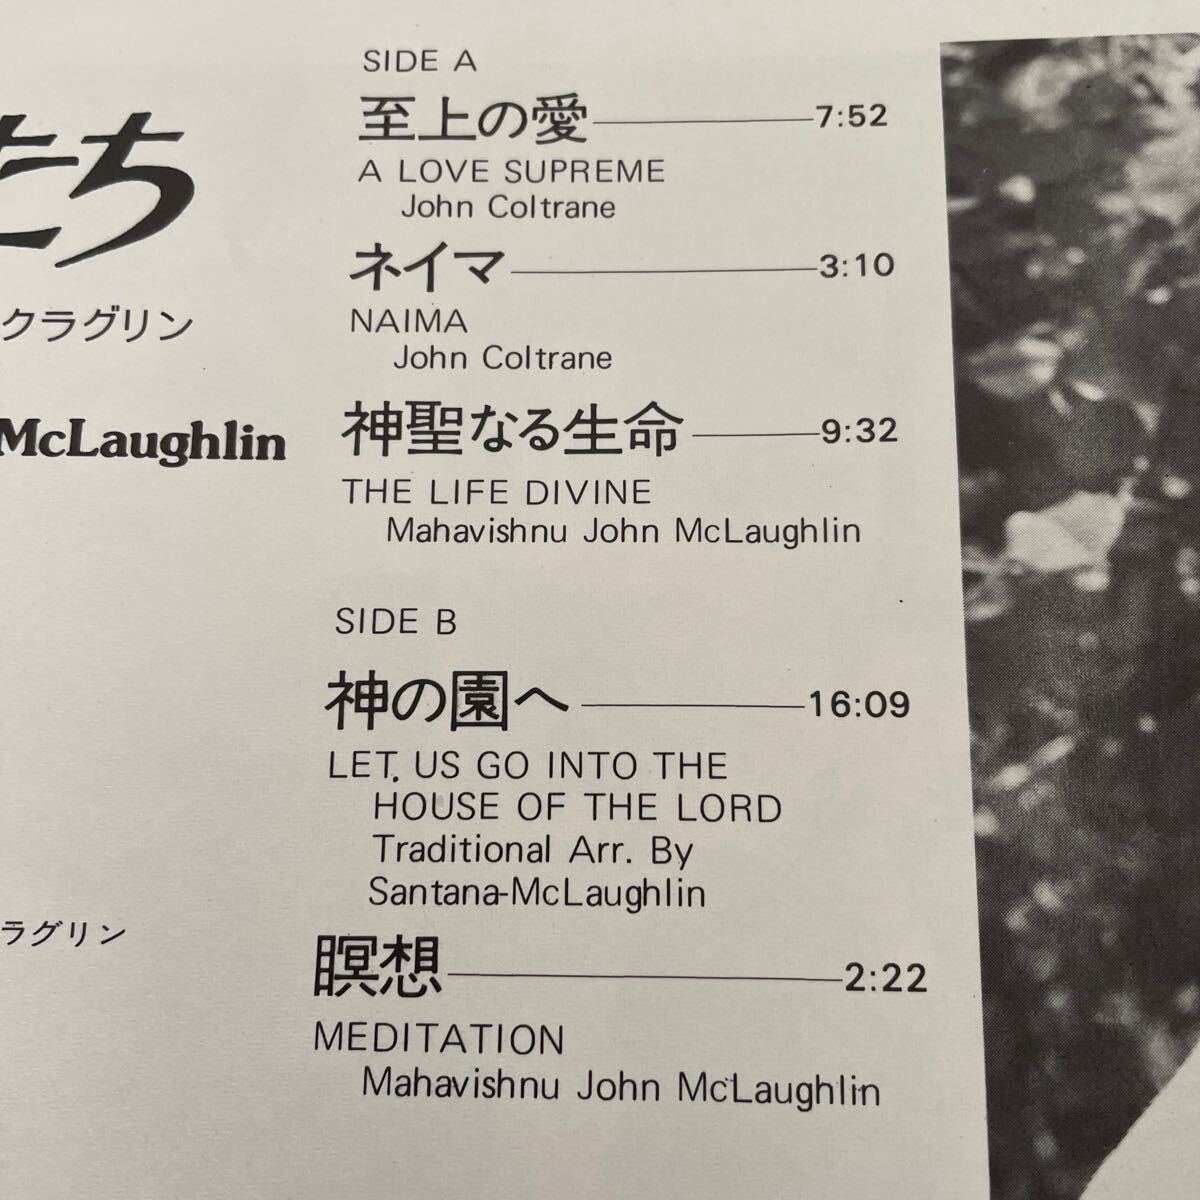 たち
クラグリン
McLaughlin
ラグリン
SIDE A
至上の愛 7:52
A LOVE SUPREME
John Coltrane
ネイマ 3:10
NAIMA
John Coltrane
神聖なる生命 9:32
THE LIFE DIVINE
Mahavishnu John McLaughlin
SIDE B
神の園へ 16:09
LET, US GO INTO THE
HOUSE OF THE LORD
Traditional Arr. By
Santana-McLaughlin
瞑想 2:22
MEDITATION
Mahavishnu John McLaughlin